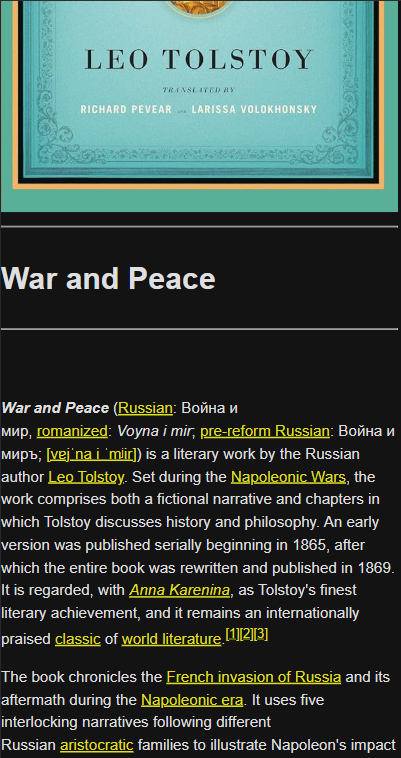 LEO TOLSTOY
TRANSLATED BY
RICHARD PEVEAR AND LARISSA VOLOKHONSKY
War and Peace
War and Peace (Russian: Война и
мир, romanized: Voyna i mir; pre-reform Russian: Война и
миръ; [vɐjˈna i ˈmʲir]) is a literary work by the Russian
author Leo Tolstoy. Set during the Napoleonic Wars, the
work comprises both a fictional narrative and chapters in
which Tolstoy discusses history and philosophy. An early
version was published serially beginning in 1865, after
which the entire book was rewritten and published in 1869.
It is regarded, with Anna Karenina, as Tolstoy's finest
literary achievement, and it remains an internationally
praised classic of world literature.[1][2][3]
The book chronicles the French invasion of Russia and its
aftermath during the Napoleonic era. It uses five
interlocking narratives following different
Russian aristocratic families to illustrate Napoleon's impact